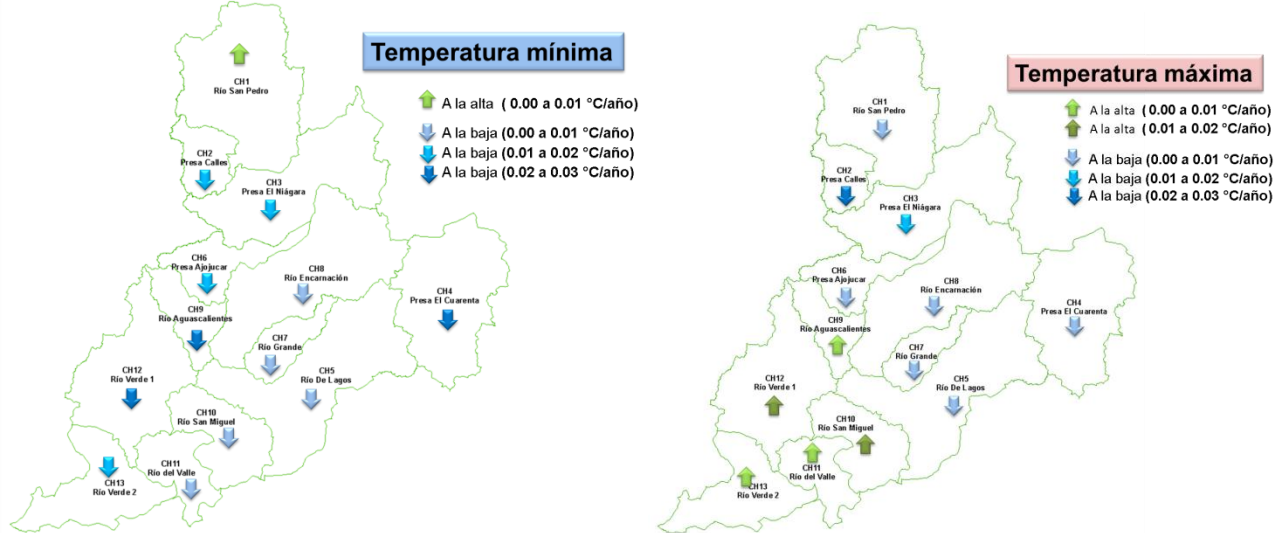 Temperatura mínima
A la alta ( 0.00 a 0.01 °C/año)
A la baja (0.00 a 0.01 °C/año)
A la baja (0.01 a 0.02 °C/año)
A la baja (0.02 a 0.03 °C/año)
CH1
Río San Pedro
CH2
Presa Calles
CH3
Presa El Niágara
CH6
Presa Ajojucar
CH8
Río Encarnación
CH4
Presa El Cuarenta
CH9
Río Aguascalientes
CH7
Río Grande
CH12
Río Verde 1
CH5
Río De Lagos
CH10
Río San Miguel
CH11
Río del Valle
CH13
Río Verde 2
Temperatura máxima
A la alta (0.00 a 0.01 °C/año)
A la alta (0.01 a 0.02 °C/año)
A la baja (0.00 a 0.01 °C/año)
A la baja (0.01 a 0.02 °C/año)
A la baja (0.02 a 0.03 °C/año)
CH1
Río San Pedro
CH2
Presa Calles
CH3
Presa El Niágara
CH6
Presa Ajojucar
CH8
Río Encarnación
CH4
Presa El Cuarenta
CH9
Río Aguascalientes
CH7
Río Grande
CH12
Río Verde 1
CH5
Río De Lagos
CH10
Río San Miguel
CH11
Río del Valle
CH13
Río Verde 2